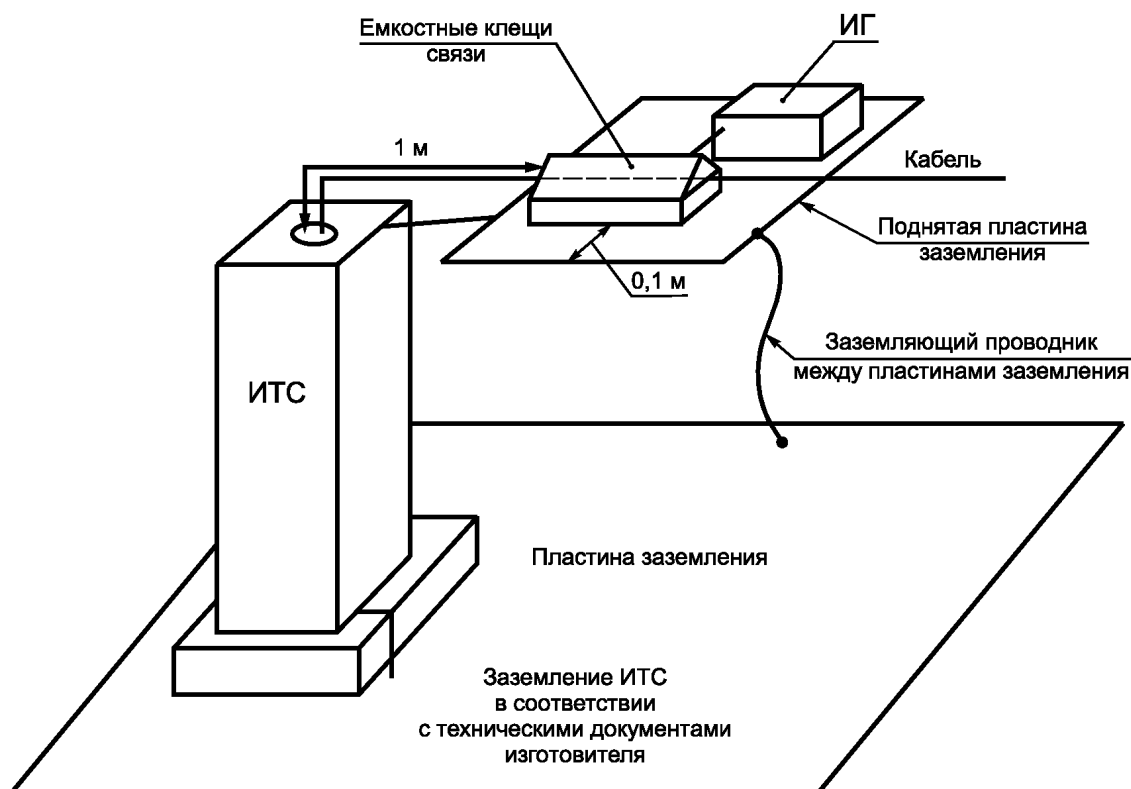 Емкостные клещи
связи
ИГ
1 м
Кабель
Поднятая пластина
заземления
0,1 м
Заземляющий проводник
между пластинами заземления
ИТС
Пластина заземления
Заземление ИТС
в соответствии
с техническими документами
изготовителя